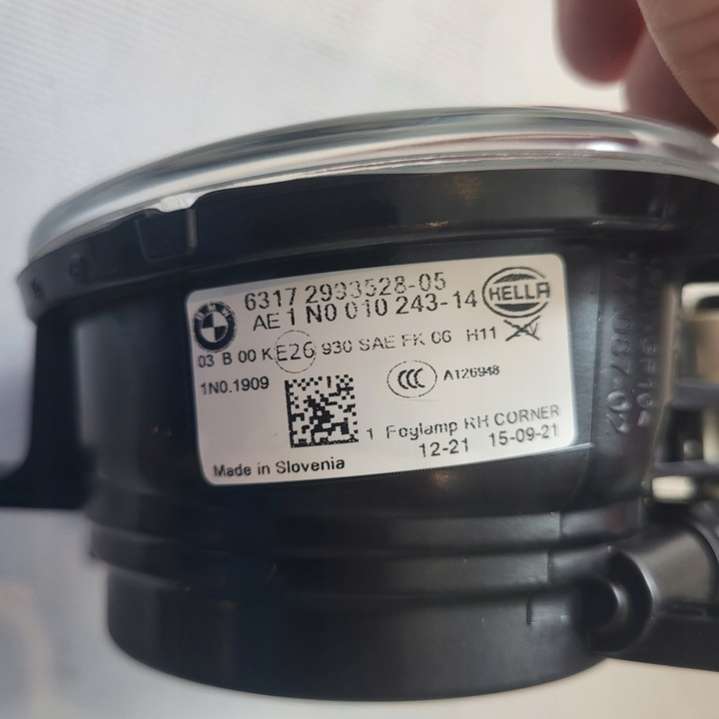 6317 2993528-05
AE 1 N0 010 243-14
HELLA
03 B 00 K E26 930 SAE FK 06 H11
1N0.1909
CCC
A126948
1 Foglamp RH CORNER
12-21 15-09-21
Made in Slovenia